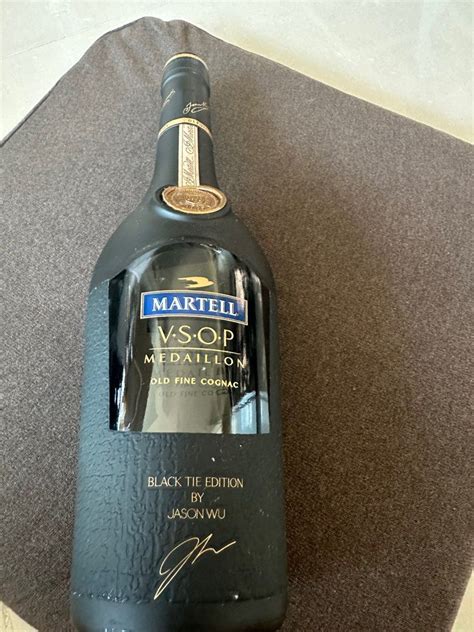 MARTELL
V·S·O·P
MEDAILLON
OLD FINE COGNAC
BLACK TIE EDITION
BY
JASON WU